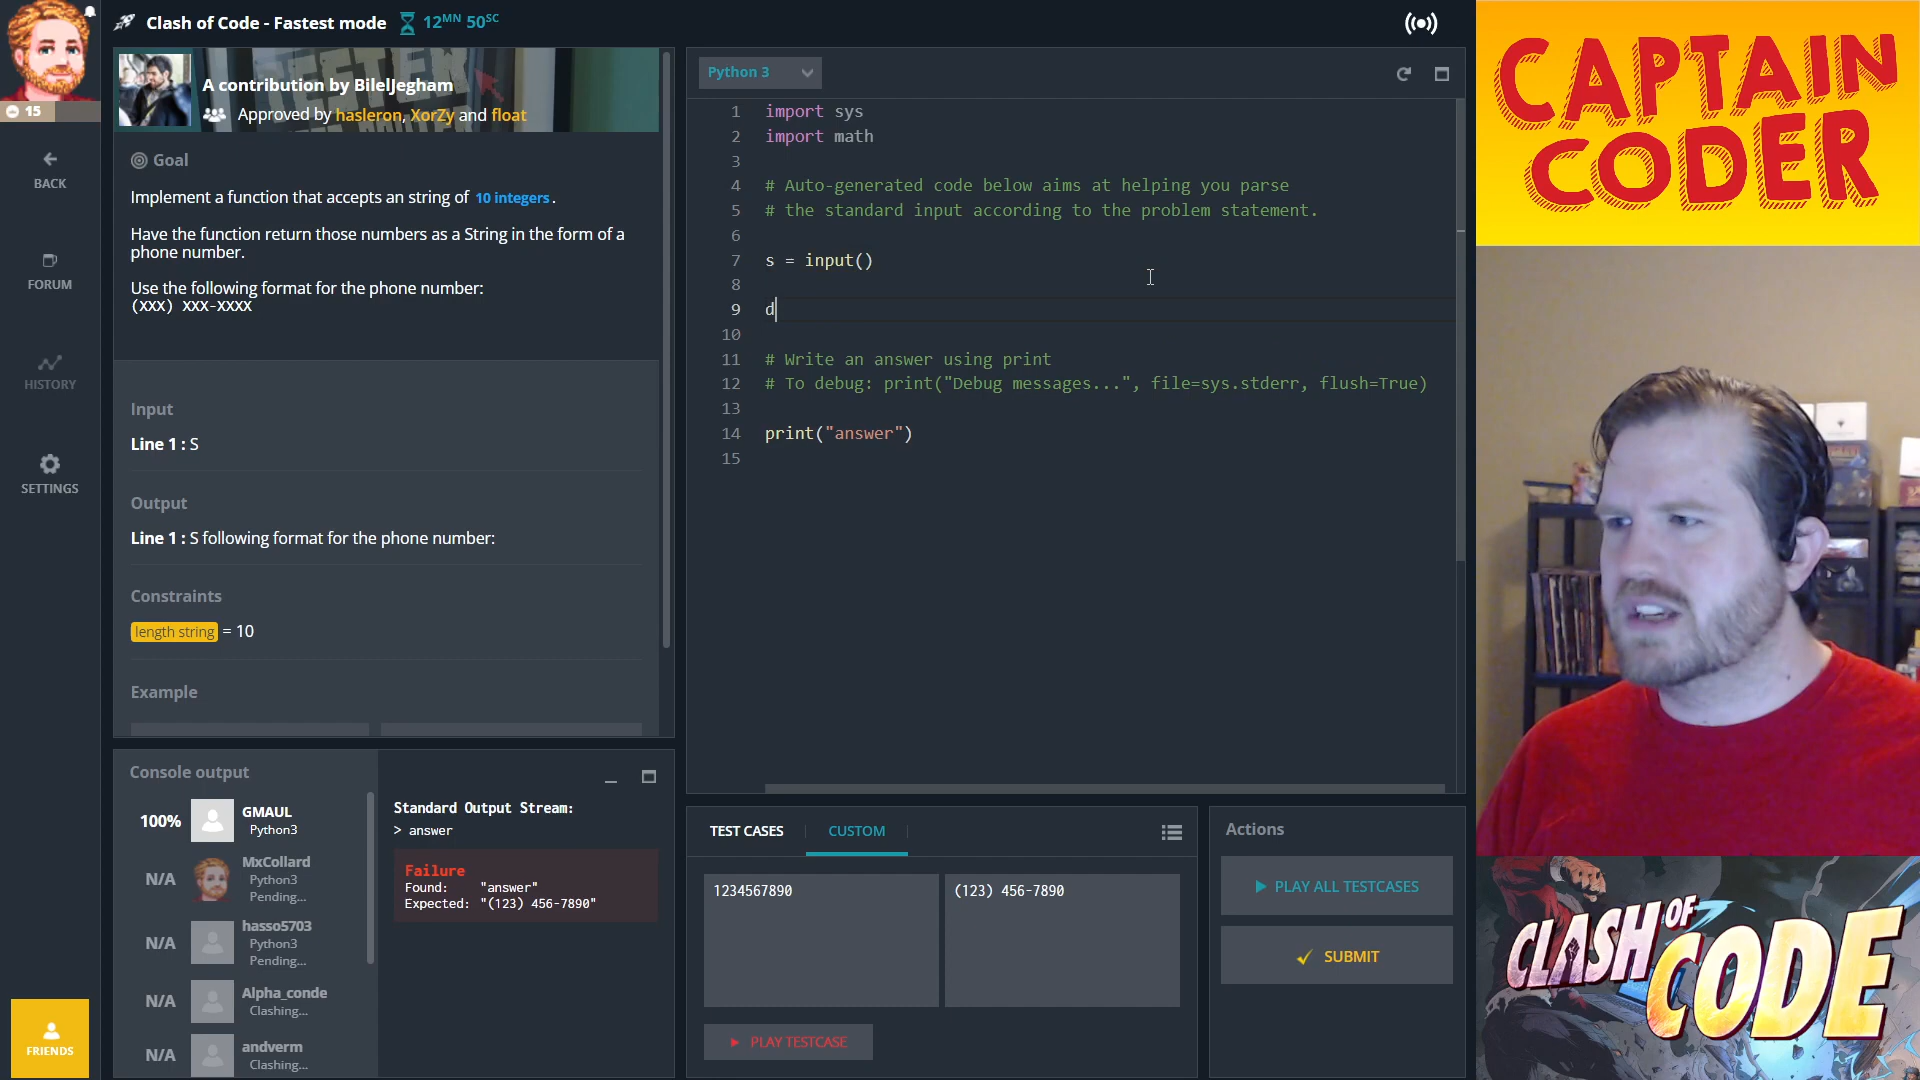 15
BACK
FORUM
HISTORY
SETTINGS
FRIENDS
Clash of Code - Fastest mode 12MN 50SC
A contribution by BilelJegham
Approved by hasleron, XorZy and float
Goal
Implement a function that accepts an string of 10 integers.
Have the function return those numbers as a String in the form of a
phone number.
Use the following format for the phone number:
(XXX) XXX-XXXX
Input
Line 1 : S
Output
Line 1 : S following format for the phone number:
Constraints
length string = 10
Example
Console output
100% GMAUL
Python3
N/A MxCollard
Python3
Pending...
N/A hasso5703
Python3
Pending...
N/A Alpha_conde
Clashing...
N/A andverm
Clashing...
Standard Output Stream:
> answer
Failure
Found: "answer"
Expected: "(123) 456-7890"
Python 3
1 import sys
2 import math
3
4 # Auto-generated code below aims at helping you parse
5 # the standard input according to the problem statement.
6
7 s = input()
8
9 d
10
11 # Write an answer using print
12 # To debug: print("Debug messages...", file=sys.stderr, flush=True)
13
14 print("answer")
15
TEST CASES CUSTOM
1234567890
(123) 456-7890
PLAY TESTCASE
Actions
PLAY ALL TESTCASES
SUBMIT
CAPTAIN
CODER
CLASH OF
CODE